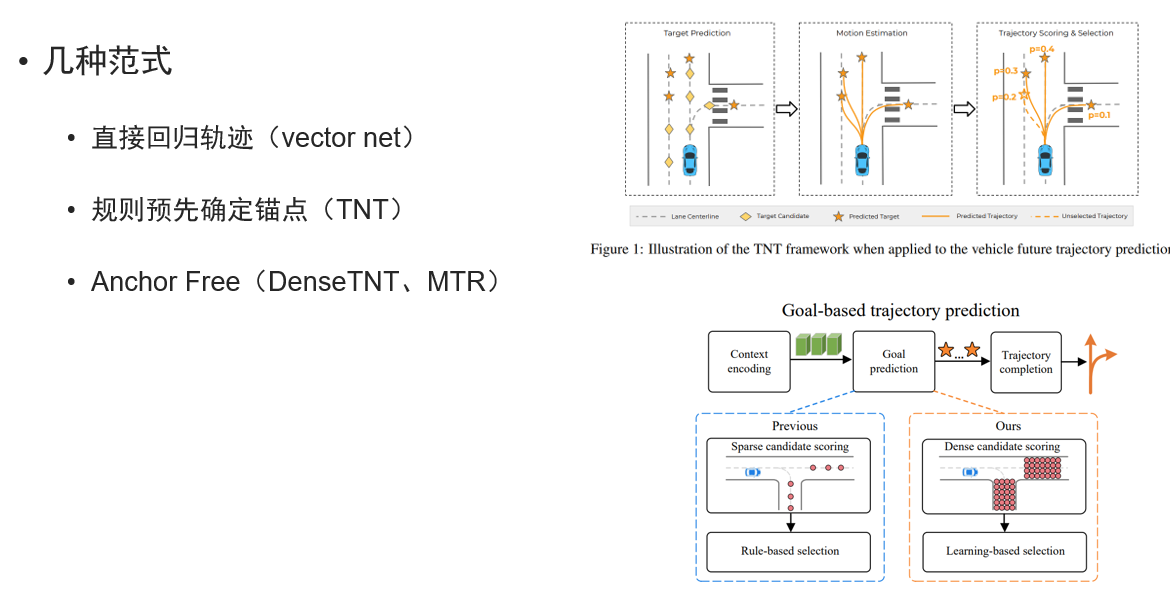 • 几种范式
• 直接回归轨迹（vector net）
• 规则预先确定锚点（TNT）
• Anchor Free（DenseTNT、MTR）
Target Prediction
Motion Estimation
Trajectory Scoring & Selection
p=0.4
p=0.3
p=0.2
p=0.1
Lane Centerline
Target Candidate
Predicted Target
Predicted Trajectory
Unselected Trajectory
Figure 1: Illustration of the TNT framework when applied to the vehicle future trajectory prediction
Goal-based trajectory prediction
Context
encoding
Goal
prediction
...
Trajectory
completion
Previous
Sparse candidate scoring
Rule-based selection
Ours
Dense candidate scoring
Learning-based selection